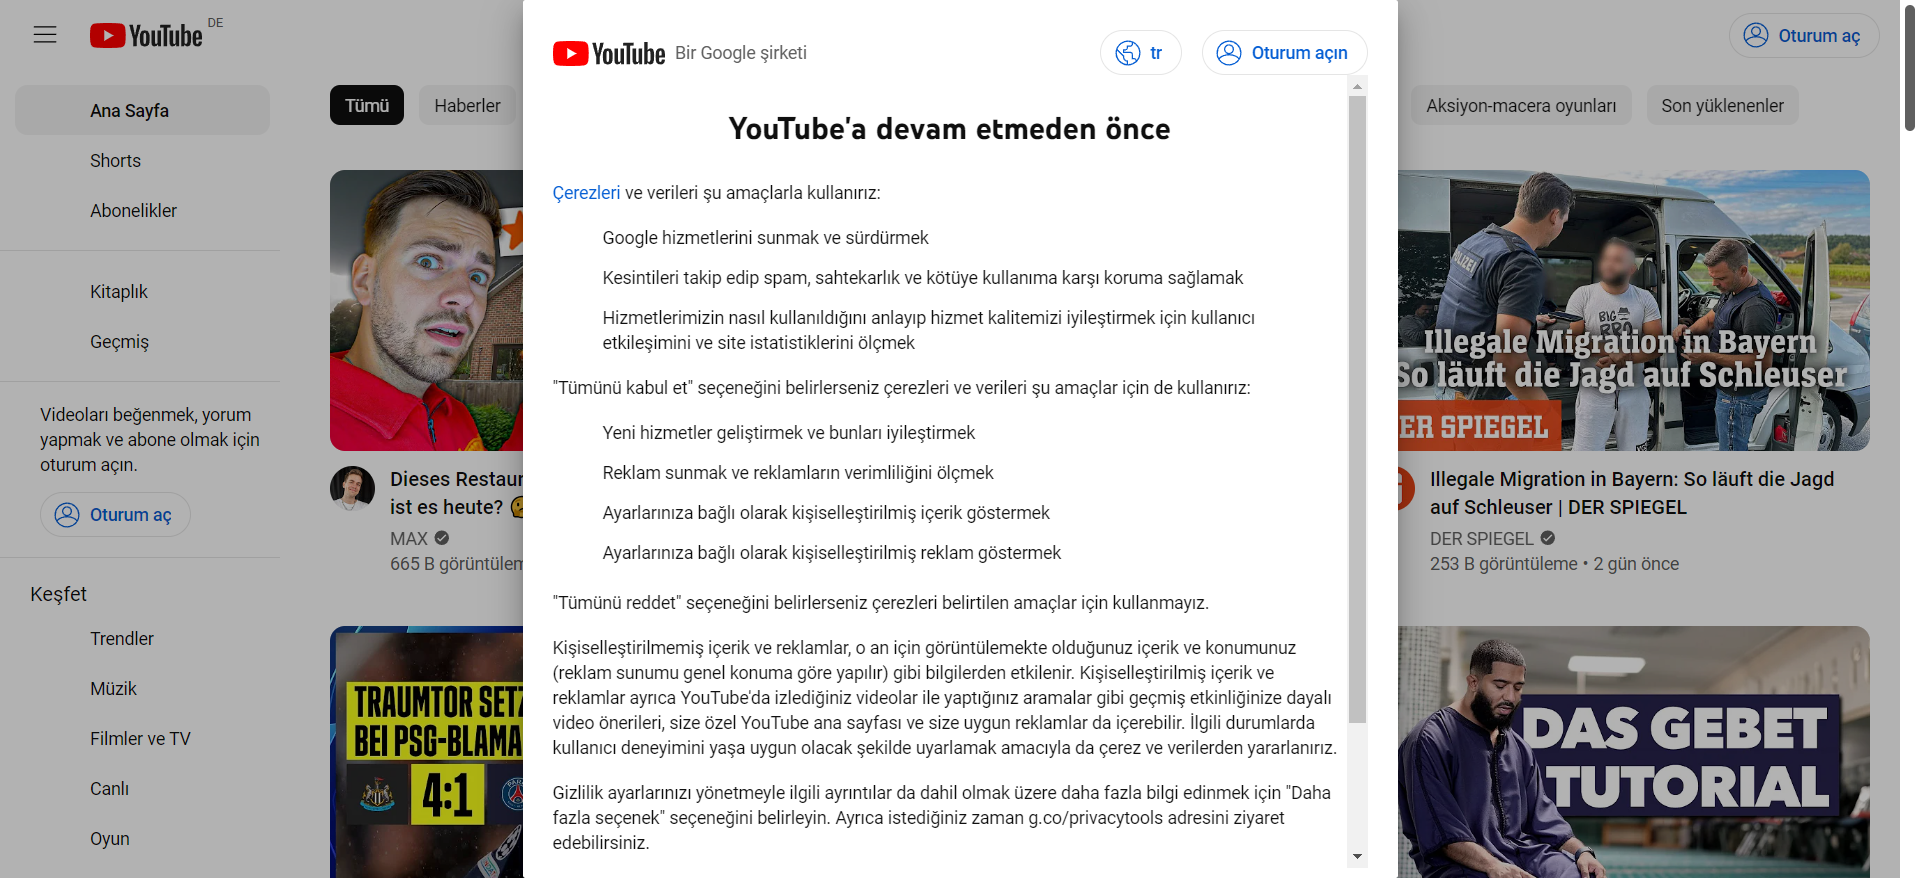 YouTube DE
Oturum aç
Ana Sayfa
Shorts
Abonelikler
Kitaplık
Geçmiş
Videoları beğenmek, yorum
yapmak ve abone olmak için
oturum açın.
Oturum aç
Keşfet
Trendler
Müzik
Filmler ve TV
Canlı
Oyun
Tümü
Haberler
Aksiyon-macera oyunları
Son yüklenenler
Dieses Restaur
ist es heute?
MAX
665 B görüntülem
TRAUMTOR SETZ
BEI PSG-BLAMA
4:1
YouTube Bir Google şirketi
tr
Oturum açın
YouTube'a devam etmeden önce
Çerezleri ve verileri şu amaçlarla kullanırız:
Google hizmetlerini sunmak ve sürdürmek
Kesintileri takip edip spam, sahtekarlık ve kötüye kullanıma karşı koruma sağlamak
Hizmetlerimizin nasıl kullanıldığını anlayıp hizmet kalitemizi iyileştirmek için kullanıcı
etkileşimini ve site istatistiklerini ölçmek
"Tümünü kabul et" seçeneğini belirlerseniz çerezleri ve verileri şu amaçlar için de kullanırız:
Yeni hizmetler geliştirmek ve bunları iyileştirmek
Reklam sunmak ve reklamların verimliliğini ölçmek
Ayarlarınıza bağlı olarak kişiselleştirilmiş içerik göstermek
Ayarlarınıza bağlı olarak kişiselleştirilmiş reklam göstermek
"Tümünü reddet" seçeneğini belirlerseniz çerezleri belirtilen amaçlar için kullanmayız.
Kişiselleştirilmemiş içerik ve reklamlar, o an için görüntülemekte olduğunuz içerik ve konumunuz
(reklam sunumu genel konuma göre yapılır) gibi bilgilerden etkilenir. Kişiselleştirilmiş içerik ve
reklamlar ayrıca YouTube'da izlediğiniz videolar ile yaptığınız aramalar gibi geçmiş etkinliğinize dayalı
video önerileri, size özel YouTube ana sayfası ve size uygun reklamlar da içerebilir. İlgili durumlarda
kullanıcı deneyimini yaşa uygun olacak şekilde uyarlamak amacıyla da çerez ve verilerden yararlanırız.
Gizlilik ayarlarınızı yönetmeyle ilgili ayrıntılar da dahil olmak üzere daha fazla bilgi edinmek için "Daha
fazla seçenek" seçeneğini belirleyin. Ayrıca istediğiniz zaman g.co/privacytools adresini ziyaret
edebilirsiniz.
POLIZEI
BIG
BRO
Illegale Migration in Bayern
So läuft die Jagd auf Schleuser
ER SPIEGEL
Illegale Migration in Bayern: So läuft die Jagd
auf Schleuser | DER SPIEGEL
DER SPIEGEL
253 B görüntüleme • 2 gün önce
DAS GEBET
TUTORIAL